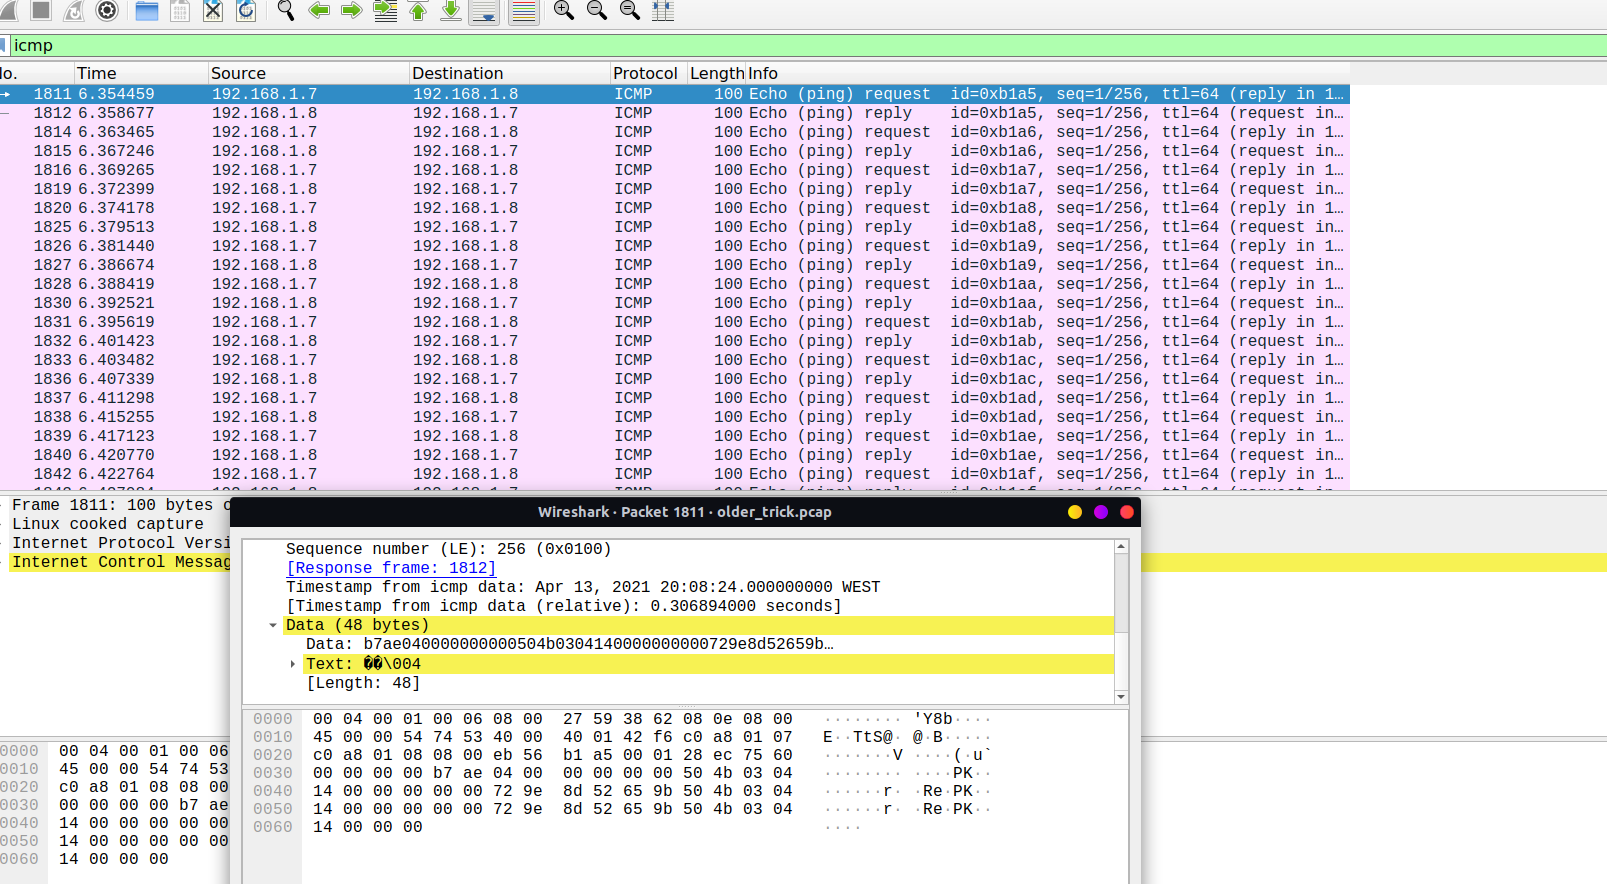 icmp
o. Time Source Destination Protocol Length Info
1811 6.354459 192.168.1.7 192.168.1.8 ICMP 100 Echo (ping) request id=0xb1a5, seq=1/256, ttl=64 (reply in 1…
1812 6.358677 192.168.1.8 192.168.1.7 ICMP 100 Echo (ping) reply id=0xb1a5, seq=1/256, ttl=64 (request in…
1814 6.363465 192.168.1.7 192.168.1.8 ICMP 100 Echo (ping) request id=0xb1a6, seq=1/256, ttl=64 (reply in 1…
1815 6.367246 192.168.1.8 192.168.1.7 ICMP 100 Echo (ping) reply id=0xb1a6, seq=1/256, ttl=64 (request in…
1816 6.369265 192.168.1.7 192.168.1.8 ICMP 100 Echo (ping) request id=0xb1a7, seq=1/256, ttl=64 (reply in 1…
1819 6.372399 192.168.1.8 192.168.1.7 ICMP 100 Echo (ping) reply id=0xb1a7, seq=1/256, ttl=64 (request in…
1820 6.374178 192.168.1.7 192.168.1.8 ICMP 100 Echo (ping) request id=0xb1a8, seq=1/256, ttl=64 (reply in 1…
1825 6.379513 192.168.1.8 192.168.1.7 ICMP 100 Echo (ping) reply id=0xb1a8, seq=1/256, ttl=64 (request in…
1826 6.381440 192.168.1.7 192.168.1.8 ICMP 100 Echo (ping) request id=0xb1a9, seq=1/256, ttl=64 (reply in 1…
1827 6.386674 192.168.1.8 192.168.1.7 ICMP 100 Echo (ping) reply id=0xb1a9, seq=1/256, ttl=64 (request in…
1828 6.388419 192.168.1.7 192.168.1.8 ICMP 100 Echo (ping) request id=0xb1aa, seq=1/256, ttl=64 (reply in 1…
1830 6.392521 192.168.1.8 192.168.1.7 ICMP 100 Echo (ping) reply id=0xb1aa, seq=1/256, ttl=64 (request in…
1831 6.395619 192.168.1.7 192.168.1.8 ICMP 100 Echo (ping) request id=0xb1ab, seq=1/256, ttl=64 (reply in 1…
1832 6.401423 192.168.1.8 192.168.1.7 ICMP 100 Echo (ping) reply id=0xb1ab, seq=1/256, ttl=64 (request in…
1833 6.403482 192.168.1.7 192.168.1.8 ICMP 100 Echo (ping) request id=0xb1ac, seq=1/256, ttl=64 (reply in 1…
1836 6.407339 192.168.1.8 192.168.1.7 ICMP 100 Echo (ping) reply id=0xb1ac, seq=1/256, ttl=64 (request in…
1837 6.411298 192.168.1.7 192.168.1.8 ICMP 100 Echo (ping) request id=0xb1ad, seq=1/256, ttl=64 (reply in 1…
1838 6.415255 192.168.1.8 192.168.1.7 ICMP 100 Echo (ping) reply id=0xb1ad, seq=1/256, ttl=64 (request in…
1839 6.417123 192.168.1.7 192.168.1.8 ICMP 100 Echo (ping) request id=0xb1ae, seq=1/256, ttl=64 (reply in 1…
1840 6.420770 192.168.1.8 192.168.1.7 ICMP 100 Echo (ping) reply id=0xb1ae, seq=1/256, ttl=64 (request in…
1842 6.422764 192.168.1.7 192.168.1.8 ICMP 100 Echo (ping) request id=0xb1af, seq=1/256, ttl=64 (reply in 1…
Frame 1811: 100 bytes
Linux cooked capture
Internet Protocol Versi
Internet Control Messag
0000 00 04 00 01 00 06
0010 45 00 00 54 74 53
0020 c0 a8 01 08 08 00
0030 00 00 00 00 b7 ae
0040 14 00 00 00 00 00
0050 14 00 00 00 00 00
0060 14 00 00 00
Wireshark · Packet 1811 · older_trick.pcap
Sequence number (LE): 256 (0x0100)
[Response frame: 1812]
Timestamp from icmp data: Apr 13, 2021 20:08:24.000000000 WEST
[Timestamp from icmp data (relative): 0.306894000 seconds]
Data (48 bytes)
Data: b7ae040000000000504b0304140000000000729e8d52659b…
Text: ��\004
[Length: 48]
0000 00 04 00 01 00 06 08 00 27 59 38 62 08 0e 08 00 ········ 'Y8b····
0010 45 00 00 54 74 53 40 00 40 01 42 f6 c0 a8 01 07 E··TtS@· @·B·····
0020 c0 a8 01 08 08 00 eb 56 b1 a5 00 01 28 ec 75 60 ·······V ····(·u`
0030 00 00 00 00 b7 ae 04 00 00 00 00 00 50 4b 03 04 ········ ····PK··
0040 14 00 00 00 00 00 72 9e 8d 52 65 9b 50 4b 03 04 ······r· ·Re·PK··
0050 14 00 00 00 00 00 72 9e 8d 52 65 9b 50 4b 03 04 ······r· ·Re·PK··
0060 14 00 00 00 ····